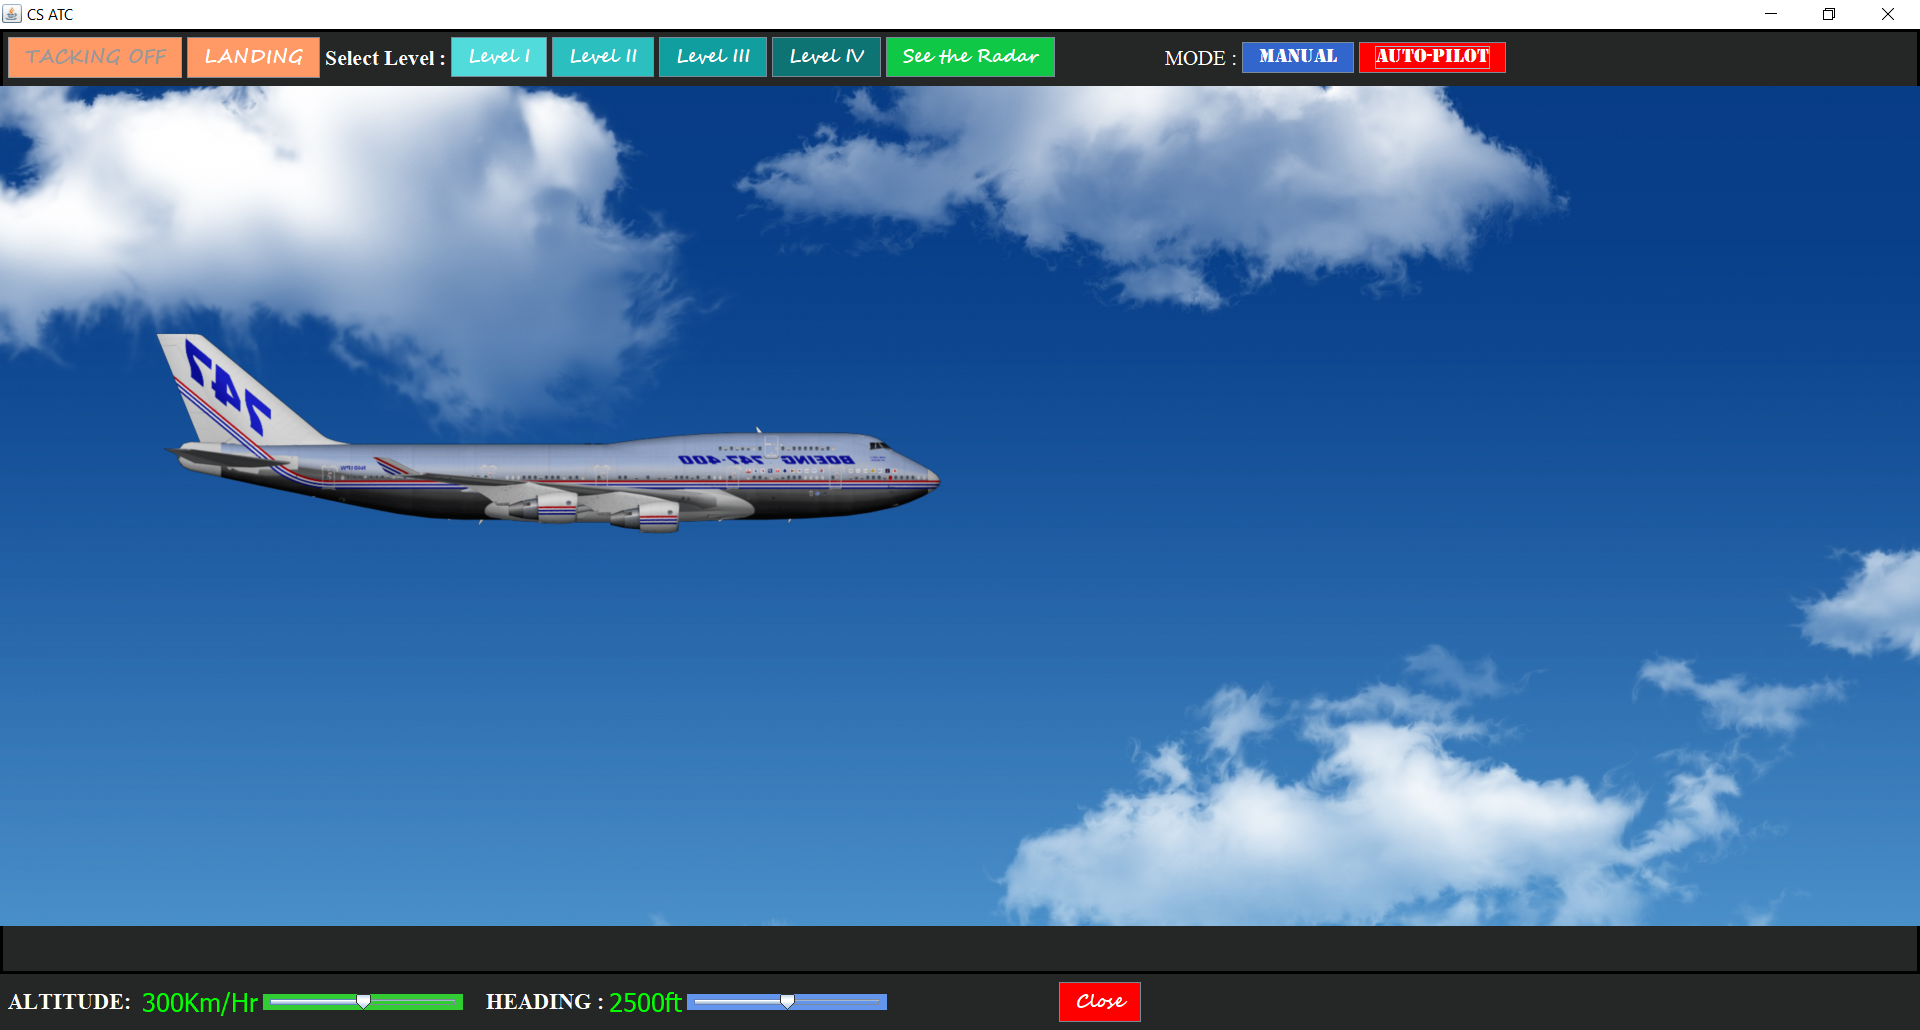 CS ATC
TACKING OFF LANDING Select Level : Level I Level II Level III Level IV See the Radar MODE : MANUAL AUTO-PILOT
747
BOEING 747-400
N401PW
ALTITUDE: 300Km/Hr HEADING : 2500ft Close